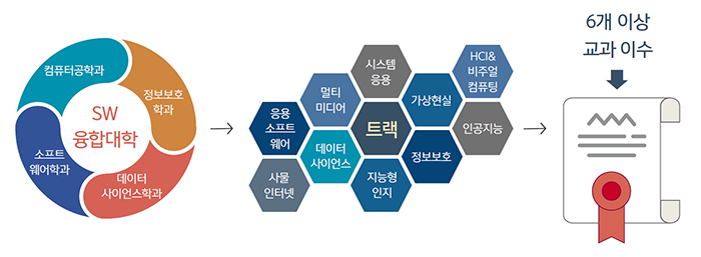 컴퓨터공학과
정보보호
학과
SW
융합대학
소프트
웨어학과
데이터
사이언스학과
시스템
응용
HCI&
비주얼
컴퓨팅
멀티
미디어
가상현실
응용
소프트
웨어
트랙
인공지능
데이터
사이언스
정보보호
사물
인터넷
지능형
인지
6개 이상
교과 이수